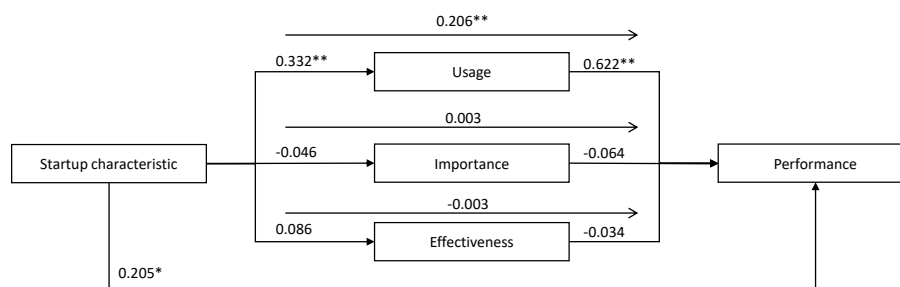 0.206**
0.332** Usage 0.622**
0.003
Startup characteristic -0.046 Importance -0.064 Performance
-0.003
0.086 Effectiveness -0.034
0.205*